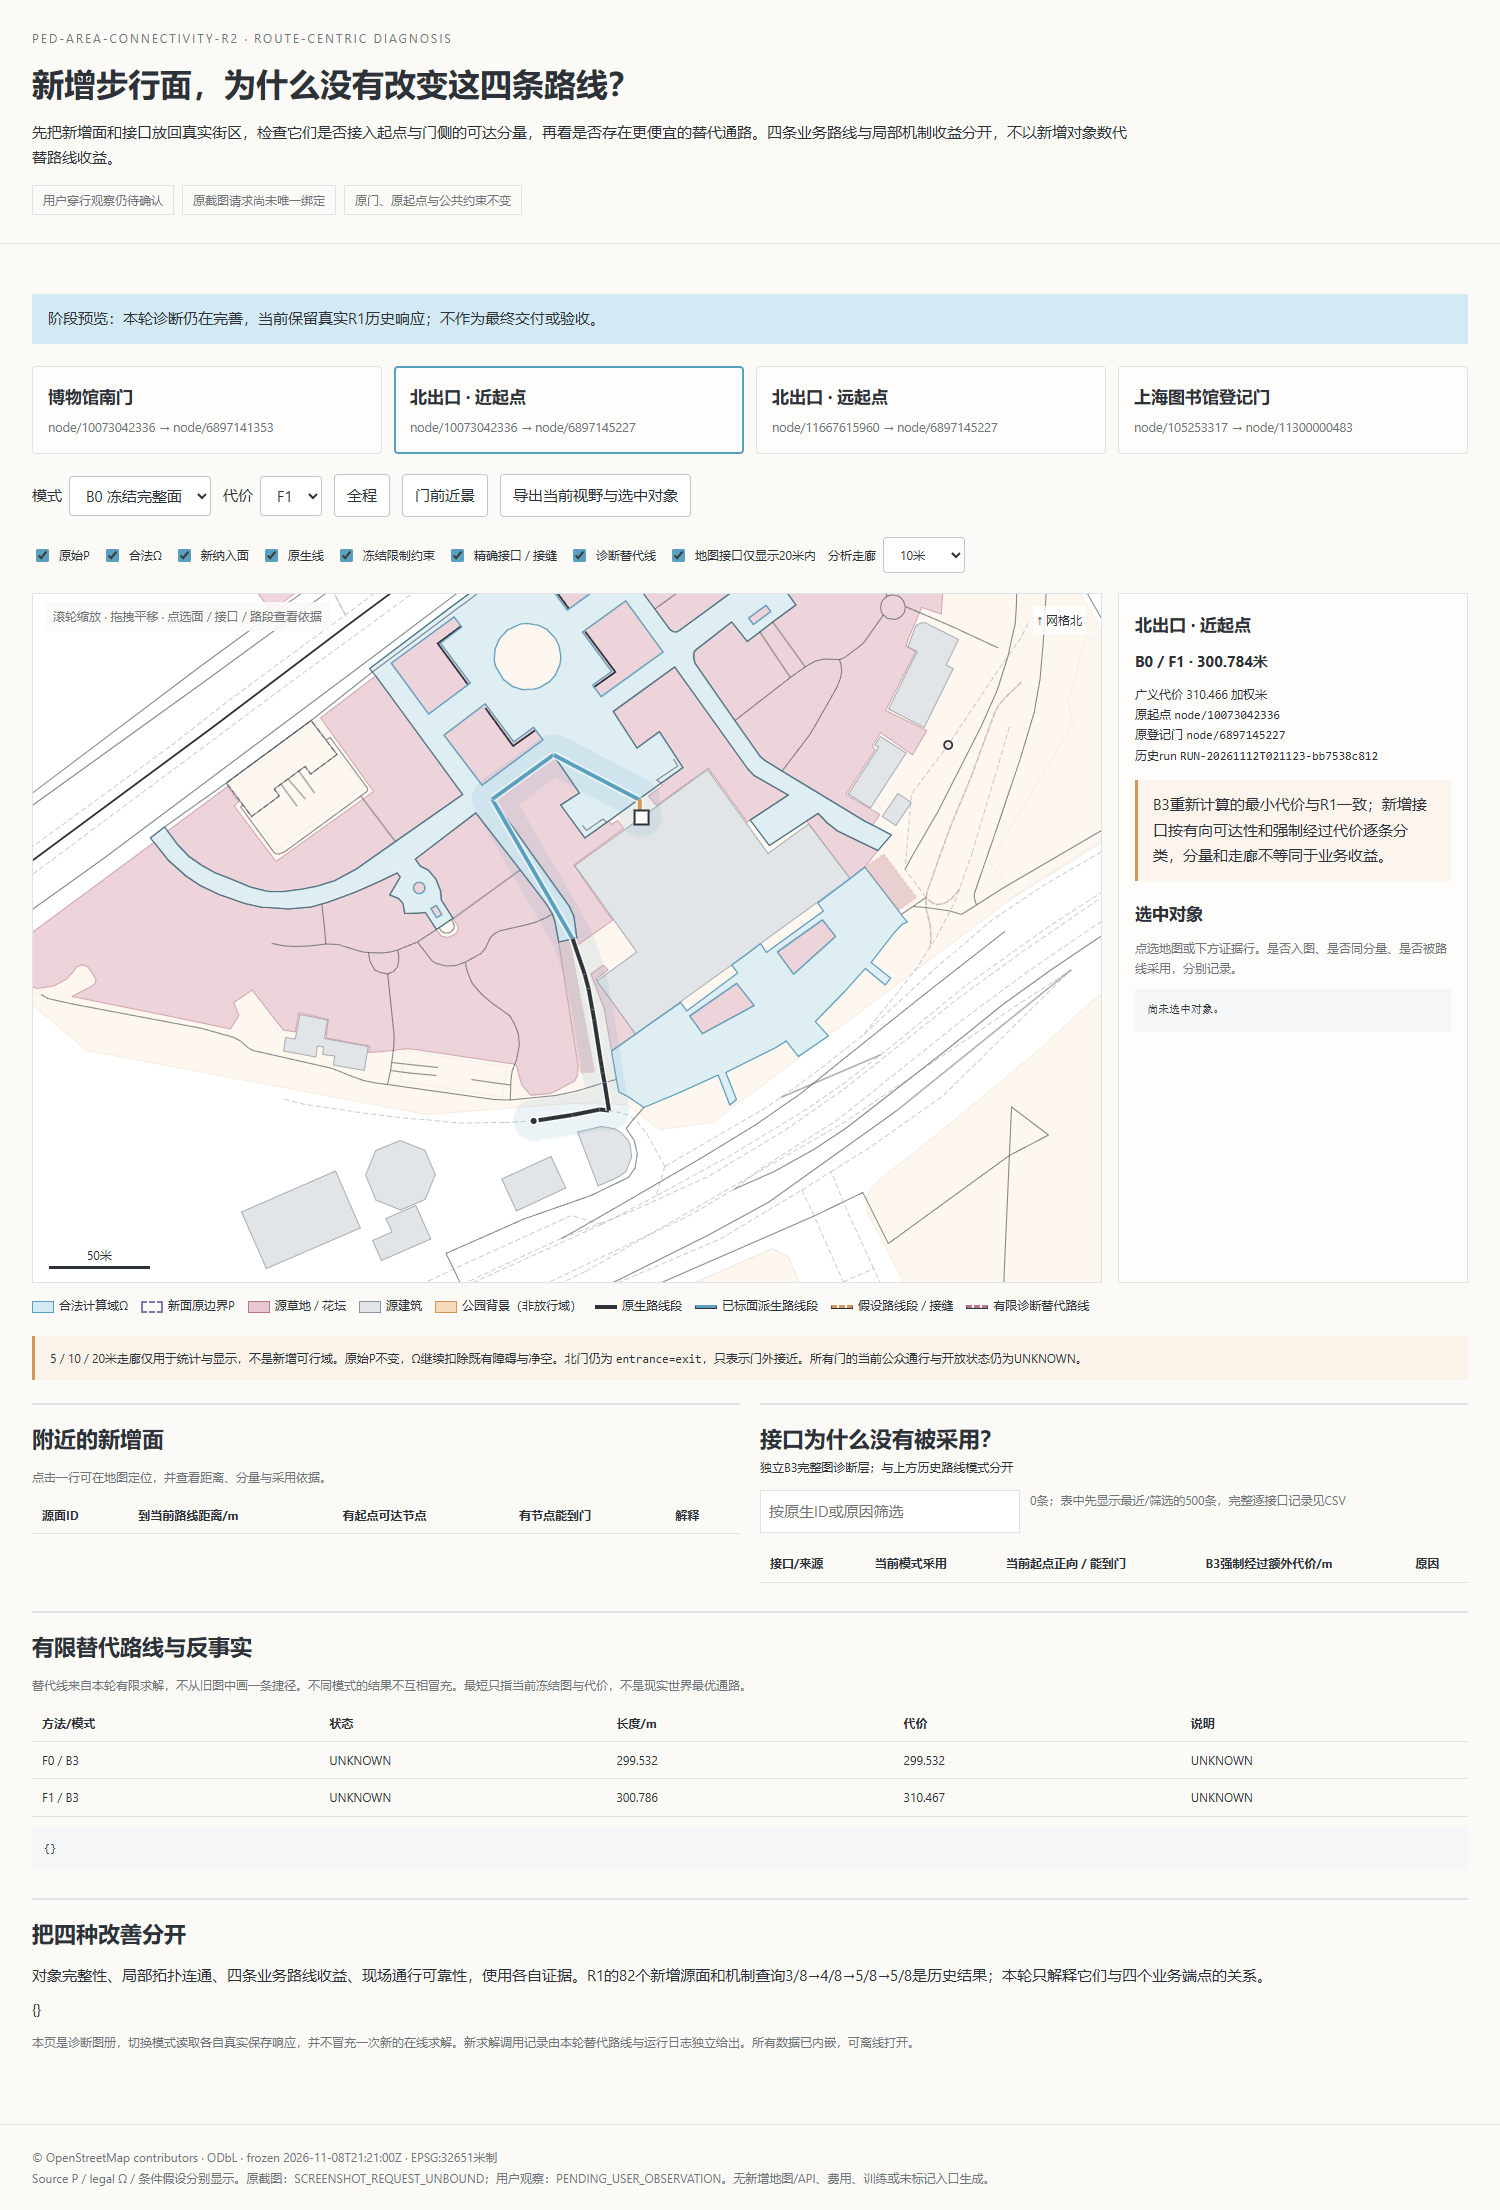 PED-AREA-CONNECTIVITY-R2 · ROUTE-CENTRIC DIAGNOSIS
新增步行面，为什么没有改变这四条路线？
先把新增面和接口放回真实街区，检查它们是否接入起点与门侧的可达分量，再看是否存在更便宜的替代通路。四条业务路线与局部机制收益分开，不以新增对象数代
替路线收益。
用户穿行观察仍待确认
原截图请求尚未唯一绑定
原门、原起点与公共约束不变
阶段预览：本轮诊断仍在完善，当前保留真实R1历史响应；不作为最终交付或验收。
博物馆南门
node/10073042336 → node/6897141353
北出口 · 近起点
node/10073042336 → node/6897145227
北出口 · 远起点
node/11667615960 → node/6897145227
上海图书馆登记门
node/105253317 → node/11300000483
模式 B0 冻结完整面 代价 F1 全程 门前近景 导出当前视野与选中对象
原始P 合法Ω 新纳入面 原生线 冻结限制约束 精确接口 / 接缝 诊断替代线 地图接口仅显示20米内 分析走廊 10米
滚轮缩放 · 拖拽平移 · 点选面 / 接口 / 路段查看依据
↑ 网格北
50米
北出口 · 近起点
B0 / F1 · 300.784米
广义代价 310.466 加权米
原起点 node/10073042336
原登记门 node/6897145227
历史run RUN-20261112T021123-bb7538c812
B3重新计算的最小代价与R1一致；新增接
口按有向可达性和强制经过代价逐条分
类，分量和走廊不等同于业务收益。
选中对象
点选地图或下方证据行。是否入图、是否同分量、是否被路
线采用，分别记录。
尚未选中对象。
合法计算域Ω 新面原边界P 源草地 / 花坛 源建筑 公园背景（非放行域） 原生路线段 已标面派生路线段 假设路线段 / 接缝 有限诊断替代路线
5 / 10 / 20米走廊仅用于统计与显示，不是新增可行域。原始P不变，Ω继续扣除既有障碍与净空。北门仍为 entrance=exit，只表示门外接近。所有门的当前公众通行与开放状态仍为UNKNOWN。
附近的新增面
点击一行可在地图定位，并查看距离、分量与采用依据。
源面ID 到当前路线距离/m 有起点可达节点 有节点能到门 解释
接口为什么没有被采用？
独立B3完整图诊断层；与上方历史路线模式分开
按原生ID或原因筛选
0条；表中先显示最近/筛选的500条，完整逐接口记录见CSV
接口/来源 当前模式采用 当前起点正向 / 能到门 B3强制经过额外代价/m 原因
有限替代路线与反事实
替代线来自本轮有限求解，不从旧图中画一条捷径。不同模式的结果不互相冒充。最短只指当前冻结图与代价，不是现实世界最优通路。
方法/模式 状态 长度/m 代价 说明
F0 / B3 UNKNOWN 299.532 299.532 UNKNOWN
F1 / B3 UNKNOWN 300.786 310.467 UNKNOWN
{}
把四种改善分开
对象完整性、局部拓扑连通、四条业务路线收益、现场通行可靠性，使用各自证据。R1的82个新增源面和机制查询3/8→4/8→5/8→5/8是历史结果；本轮只解释它们与四个业务端点的关系。
{}
本页是诊断图册，切换模式读取各自真实保存响应，并不冒充一次新的在线求解。新求解调用记录由本轮替代路线与运行日志独立给出。所有数据已内嵌，可离线打开。
© OpenStreetMap contributors · ODbL · frozen 2026-11-08T21:21:00Z · EPSG:32651米制
Source P / legal Ω / 条件假设分别显示。原截图：SCREENSHOT_REQUEST_UNBOUND；用户观察：PENDING_USER_OBSERVATION。无新增地图/API、费用、训练或未标记入口生成。